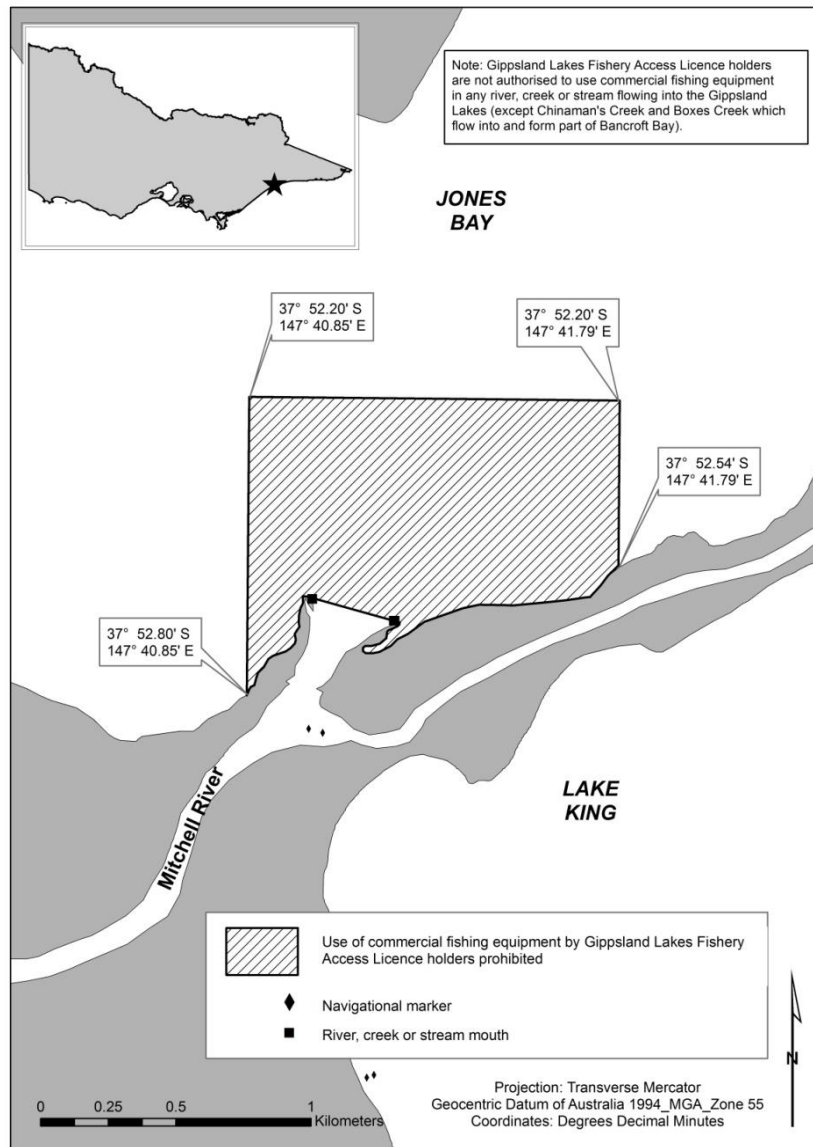 Note: Gippsland Lakes Fishery Access Licence holders
are not authorised to use commercial fishing equipment
in any river, creek or stream flowing into the Gippsland
Lakes (except Chinaman's Creek and Boxes Creek which
flow into and form part of Bancroft Bay).
JONES
BAY
37° 52.20' S
147° 40.85' E
37° 52.20' S
147° 41.79' E
37° 52.54' S
147° 41.79' E
37° 52.80' S
147° 40.85' E
LAKE
KING
Mitchell River
Use of commercial fishing equipment by Gippsland Lakes Fishery
Access Licence holders prohibited
Navigational marker
River, creek or stream mouth
N
0 0.25 0.5 1
Kilometers
Projection: Transverse Mercator
Geocentric Datum of Australia 1994_MGA_Zone 55
Coordinates: Degrees Decimal Minutes